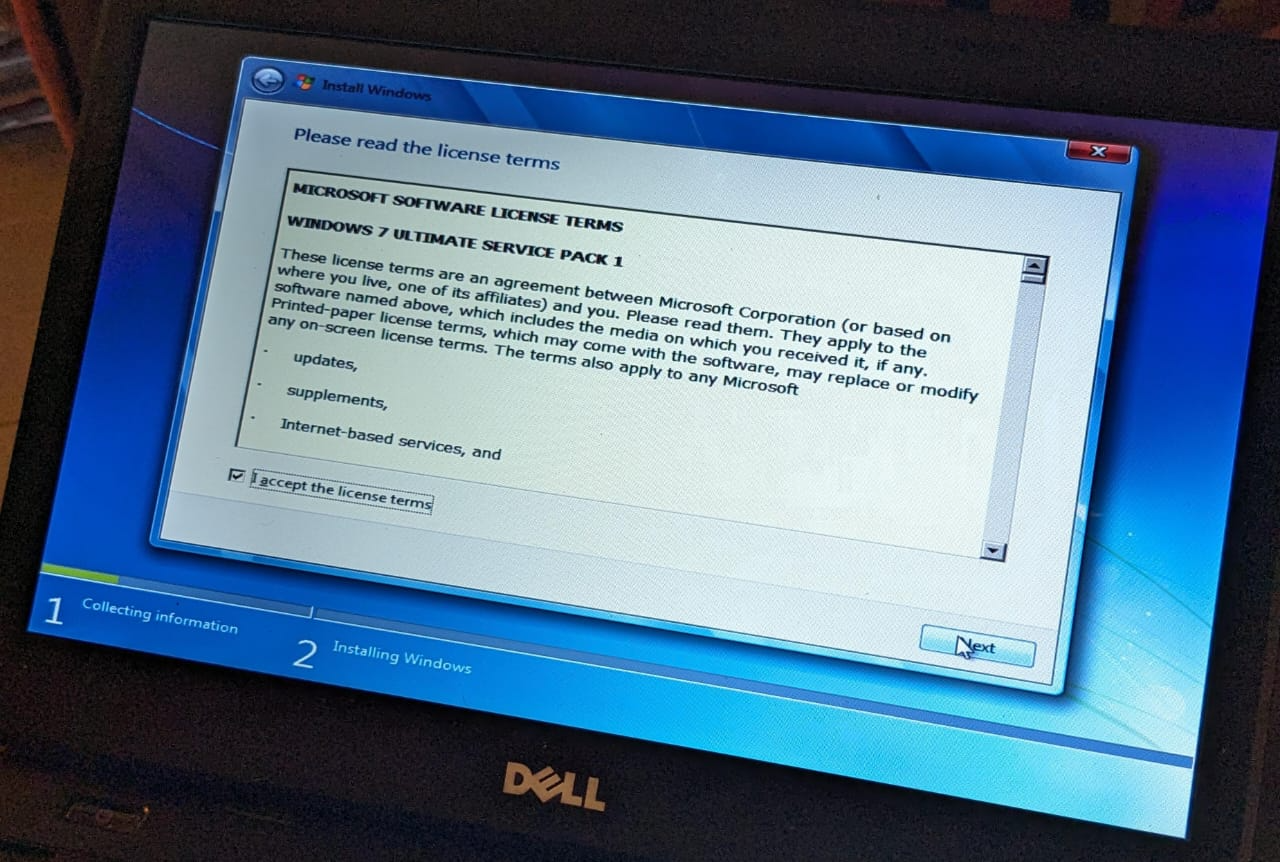 Install Windows
Please read the license terms
MICROSOFT SOFTWARE LICENSE TERMS
WINDOWS 7 ULTIMATE SERVICE PACK 1
These license terms are an agreement between Microsoft Corporation (or based on
where you live, one of its affiliates) and you. Please read them. They apply to the
software named above, which includes the media on which you received it, if any.
Printed-paper license terms, which may come with the software, may replace or modify
any on-screen license terms. The terms also apply to any Microsoft
· updates,
· supplements,
· Internet-based services, and
I accept the license terms
Next
1 Collecting information
2 Installing Windows
DELL